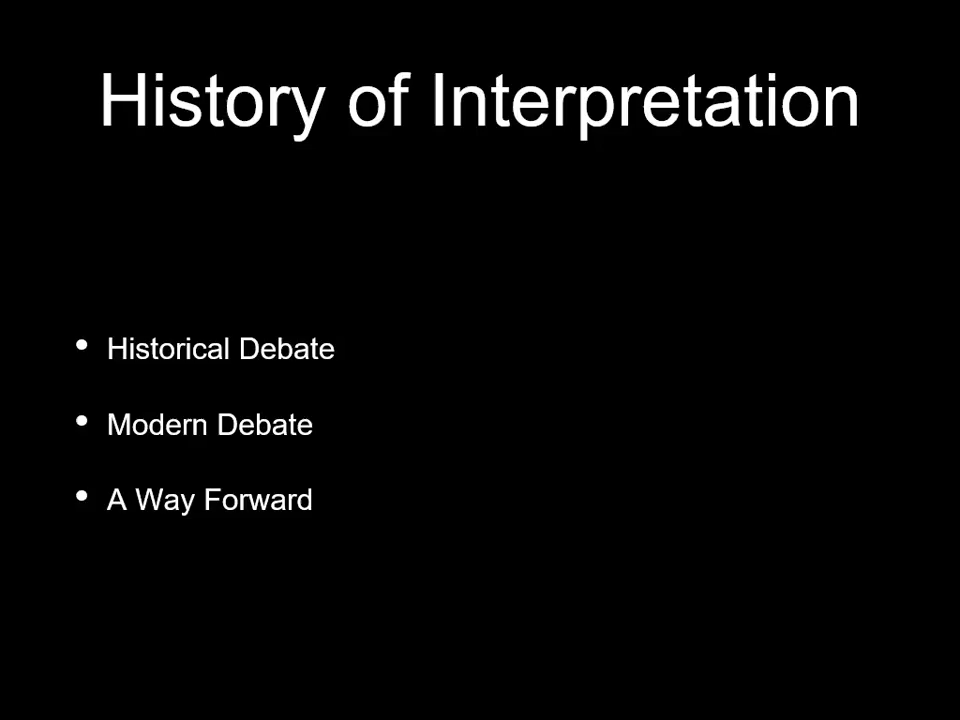 History of Interpretation
• Historical Debate
• Modern Debate
• A Way Forward